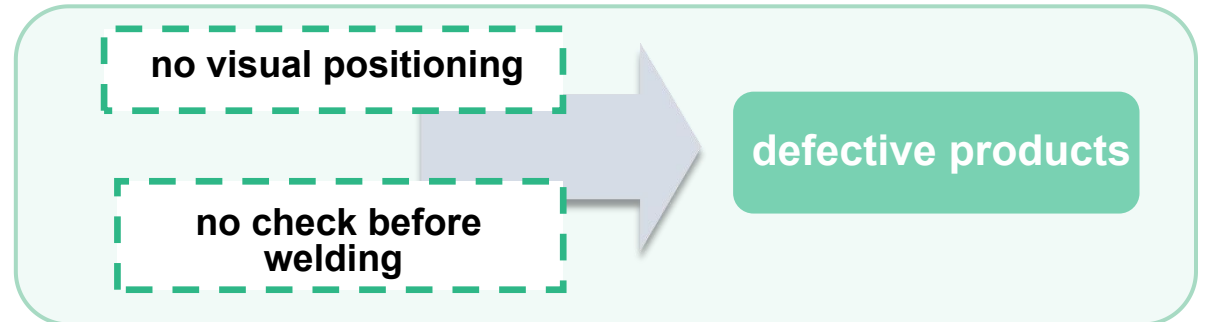 no visual positioning
no check before
welding
defective products